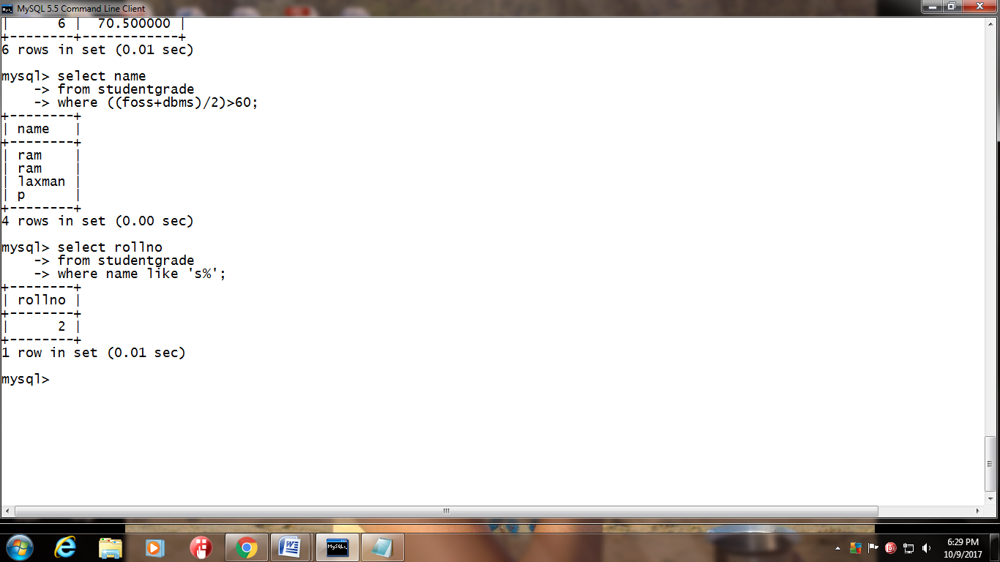 MySQL 5.5 Command Line Client
|      6 |  70.500000 |
+--------+------------+
6 rows in set (0.01 sec)
mysql> select name
    -> from studentgrade
    -> where ((foss+dbms)/2)>60;
+--------+
| name   |
+--------+
| ram    |
| ram    |
| laxman |
| p      |
+--------+
4 rows in set (0.00 sec)
mysql> select rollno
    -> from studentgrade
    -> where name like 's%';
+--------+
| rollno |
+--------+
|      2 |
+--------+
1 row in set (0.01 sec)
mysql>
6:29 PM
10/9/2017